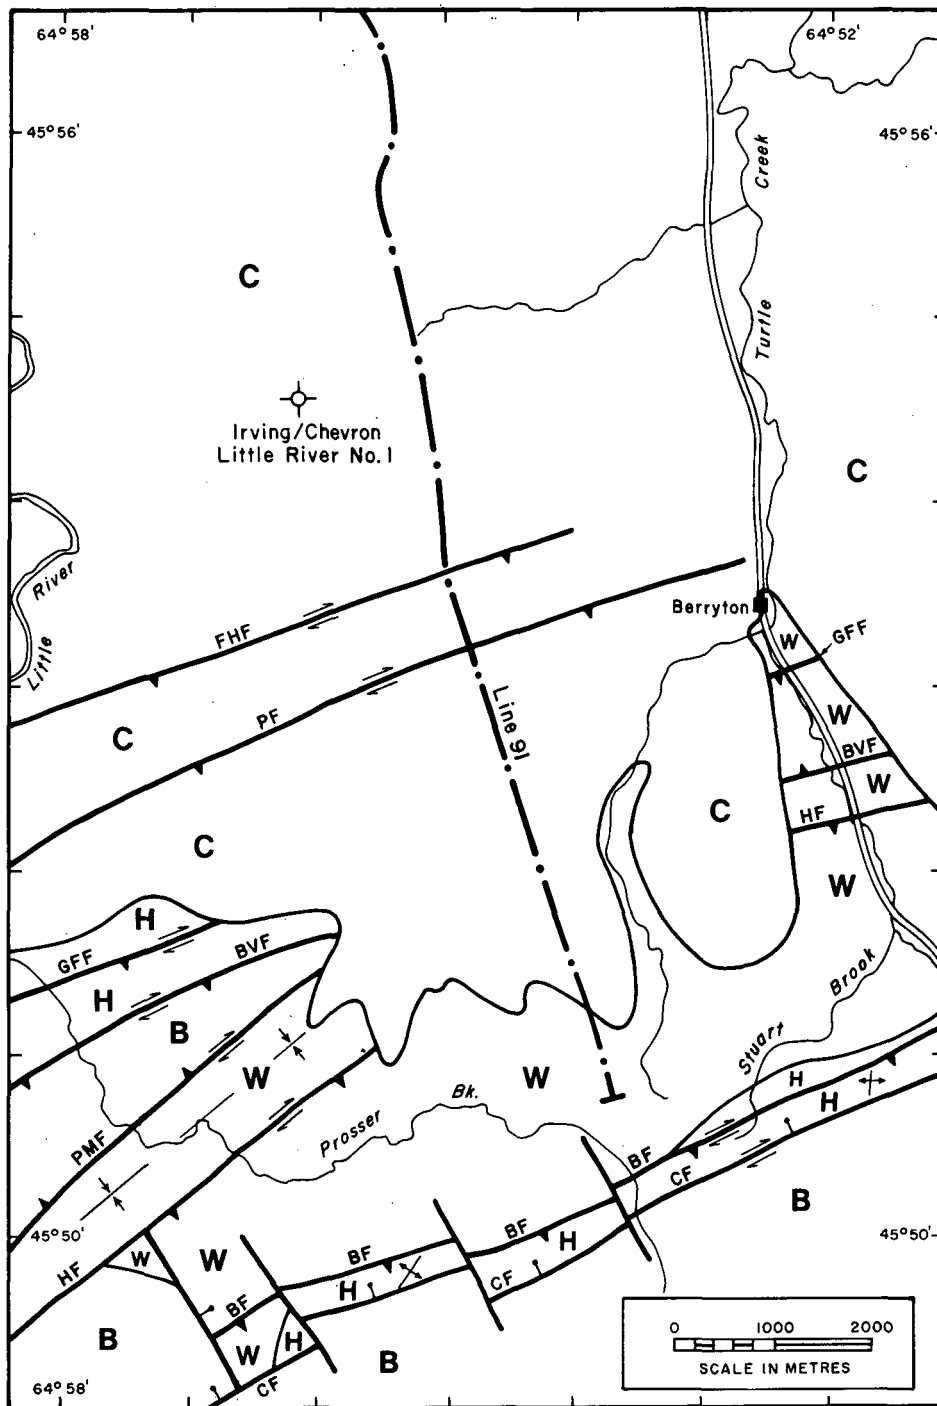 64°58'
64°52'
45°56'
45°56'
Creek
Turtle
C
Irving/Chevron
Little River No.1
C
River
Little
FHF
Berryton
W
GFF
PF
Line 91
W
C
BVF
W
C
HF
C
W
H
GFF
BVF
H
B
Brook
Stuart
W
W
Bk.
Prosser
H
H
PMF
BF
CF
B
45°50'
45°50'
W
W
BF
BF
H
HF
H
CF
BF
B
W
H
B
CF
0 1000 2000
SCALE IN METRES
64°58'